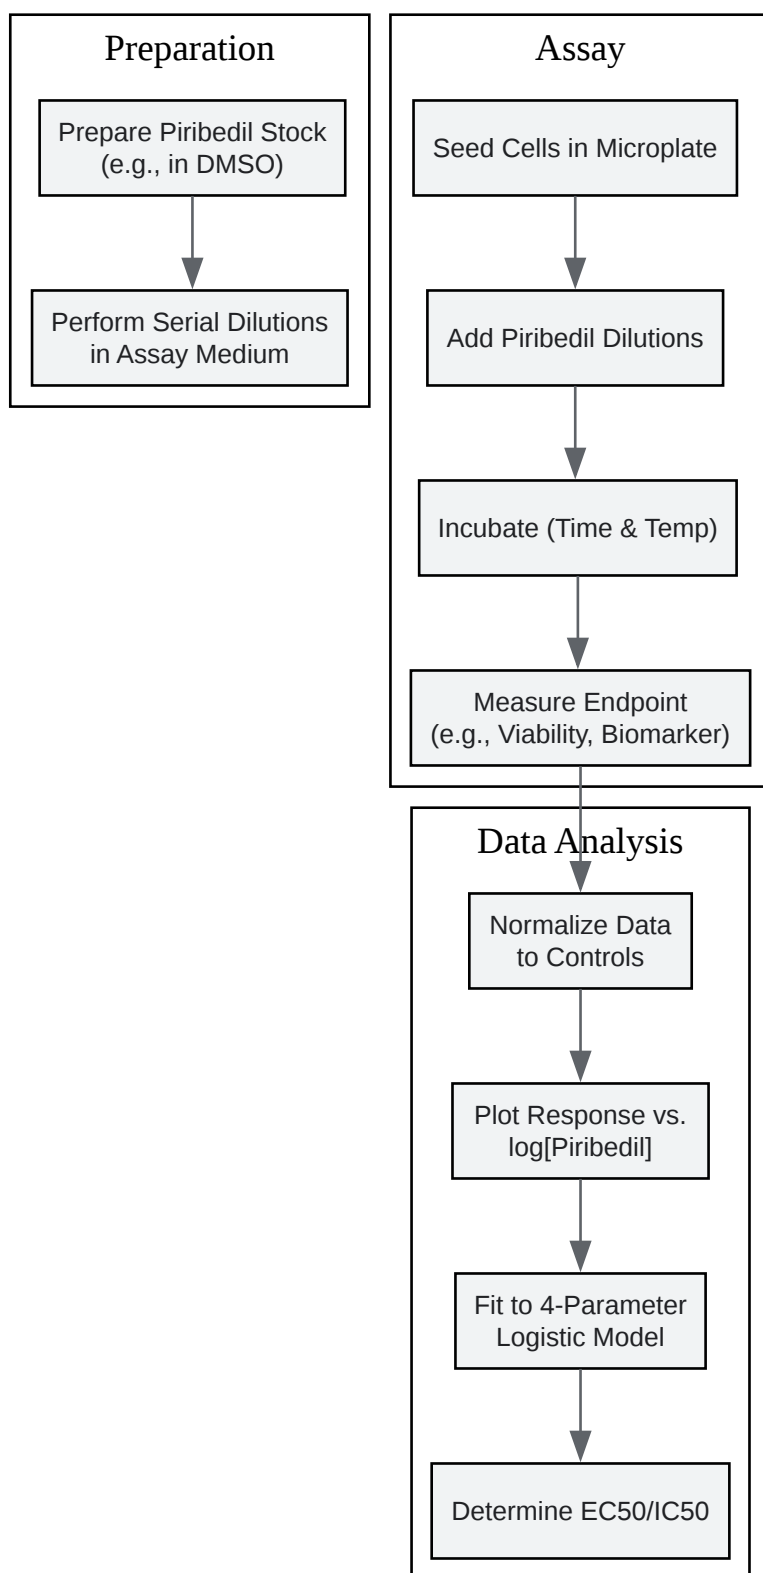 Preparation
Prepare Piribedil Stock
(e.g., in DMSO)
Perform Serial Dilutions
in Assay Medium
Assay
Seed Cells in Microplate
Add Piribedil Dilutions
Incubate (Time & Temp)
Measure Endpoint
(e.g., Viability, Biomarker)
Data Analysis
Normalize Data
to Controls
Plot Response vs.
log[Piribedil]
Fit to 4-Parameter
Logistic Model
Determine EC50/IC50